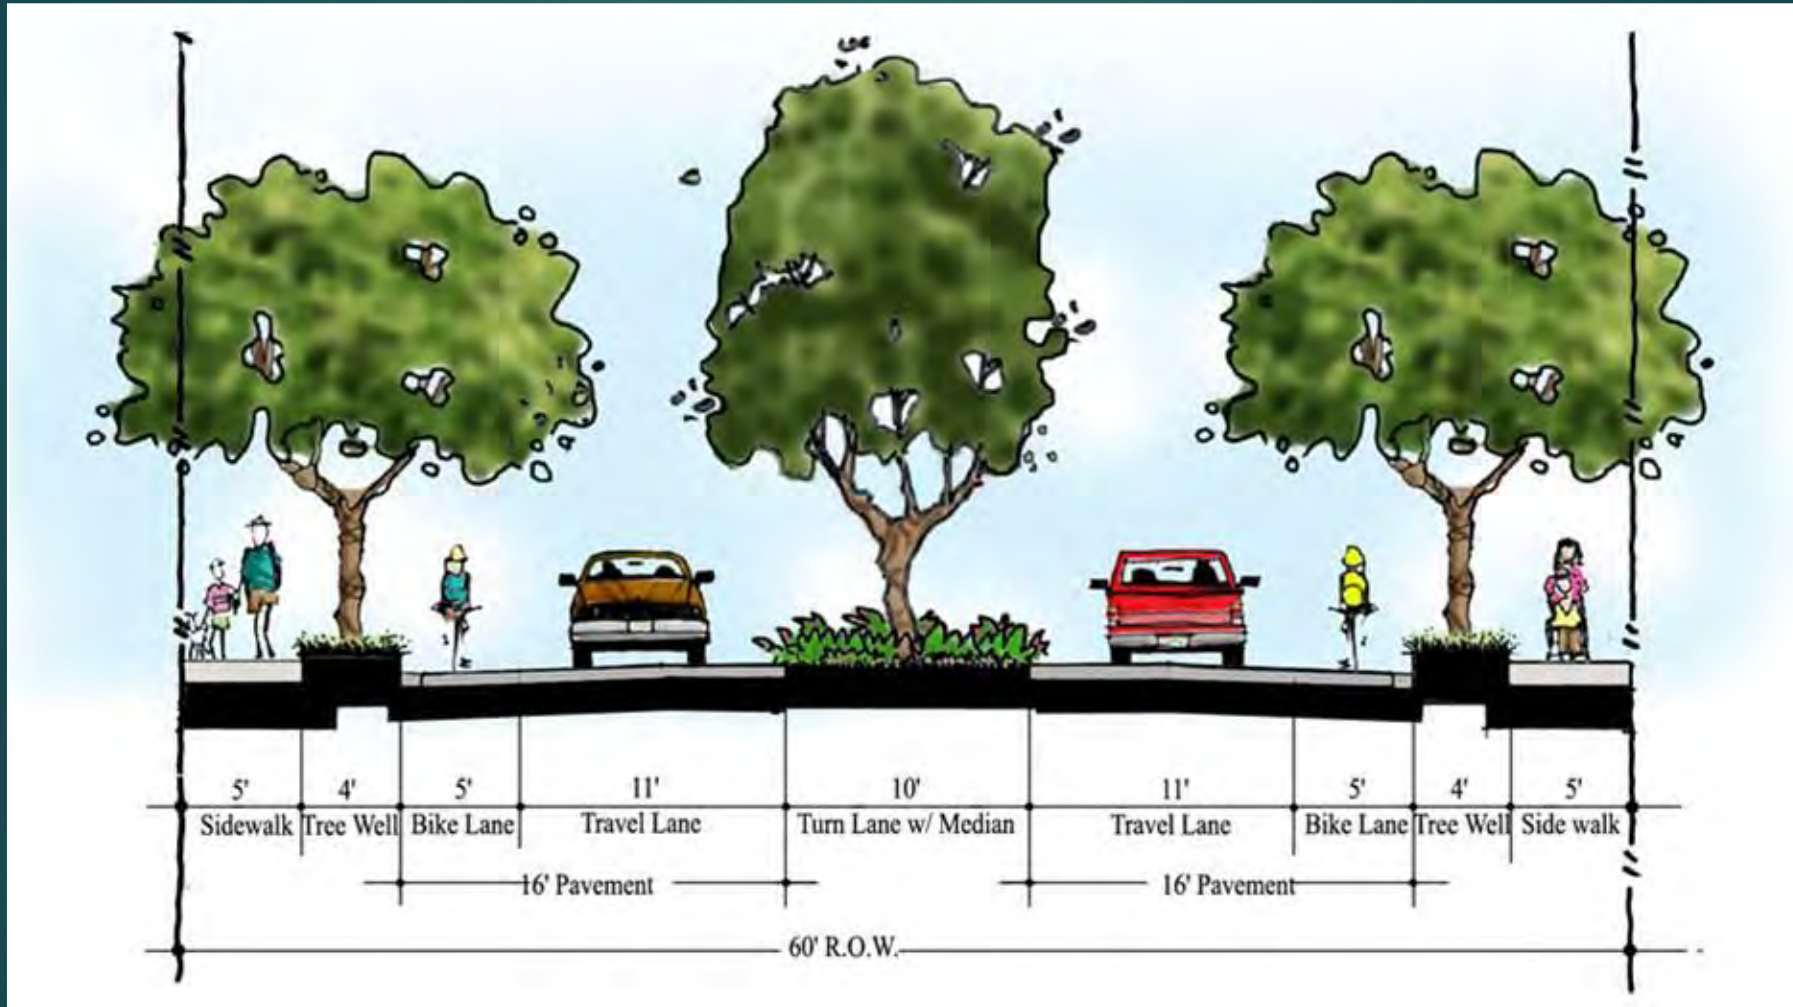 5' 4' 5' 11' 10' 11' 5' 4' 5'
Sidewalk Tree Well Bike Lane Travel Lane Turn Lane w/ Median Travel Lane Bike Lane Tree Well Side walk
16' Pavement 16' Pavement
60' R.O.W.